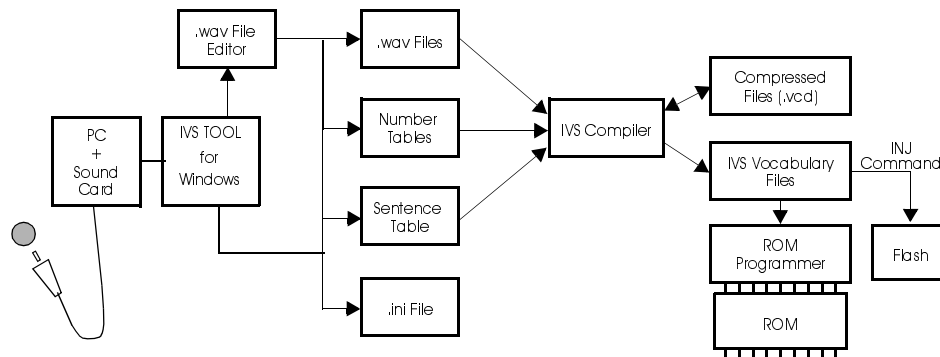 .wav File
Editor
.wav Files
Compressed
Files (.vcd)
PC
+
Sound
Card
IVS TOOL
for
Windows
Number
Tables
IVS Compiler
IVS Vocabulary
Files
INJ
Command
Sentence
Table
ROM
Programmer
Flash
.ini File
ROM